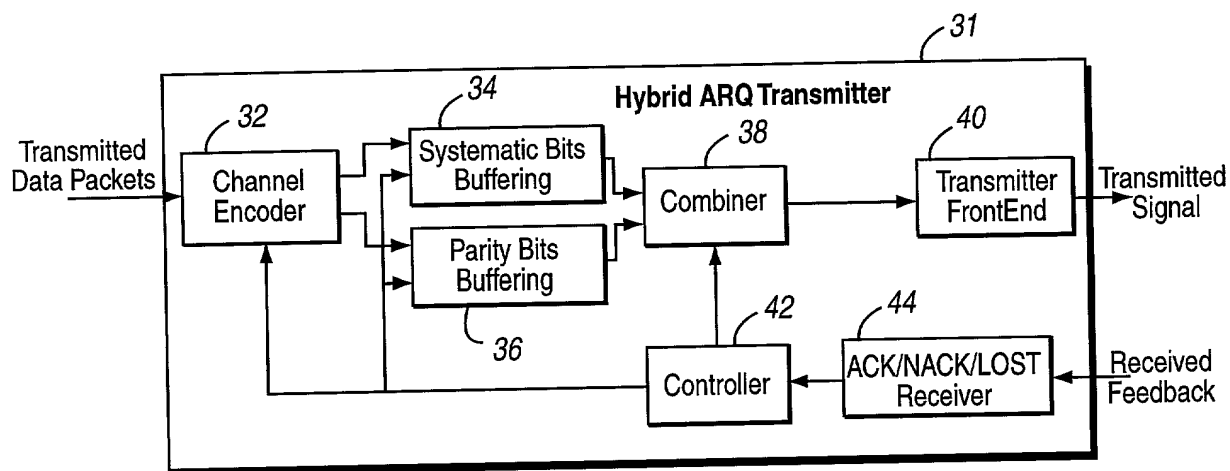 31
Hybrid ARQ Transmitter
Transmitted
Data Packets
32
Channel
Encoder
34
Systematic Bits
Buffering
Parity Bits
Buffering
36
38
Combiner
40
Transmitter
FrontEnd
Transmitted
Signal
42
Controller
44
ACK/NACK/LOST
Receiver
Received
Feedback